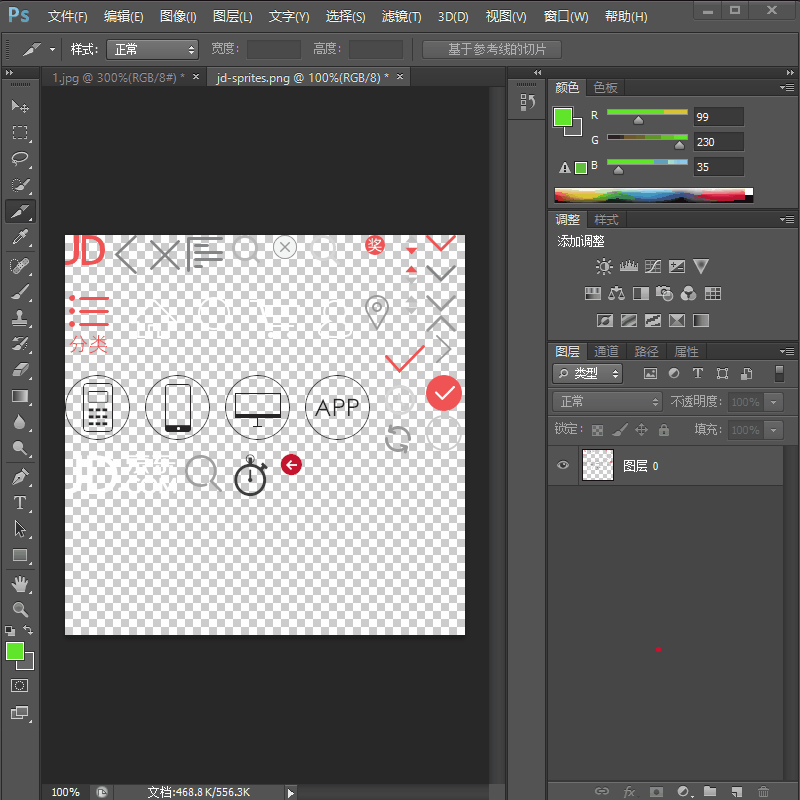 Ps 文件(F) 编辑(E) 图像(I) 图层(L) 文字(Y) 选择(S) 滤镜(T) 3D(D) 视图(V) 窗口(W) 帮助(H)
样式: 正常 宽度: 高度: 基于参考线的切片
1.jpg @ 300%(RGB/8#) * × jd-sprites.png @ 100%(RGB/8) * ×
颜色 色板
R 99
G 230
B 35
调整 样式
添加调整
JD 奖
分类
APP
JD 京东
图层 通道 路径 属性
类型
正常 不透明度: 100%
锁定: 填充: 100%
图层 0
T
100% 文档:468.8K/556.3K
fx